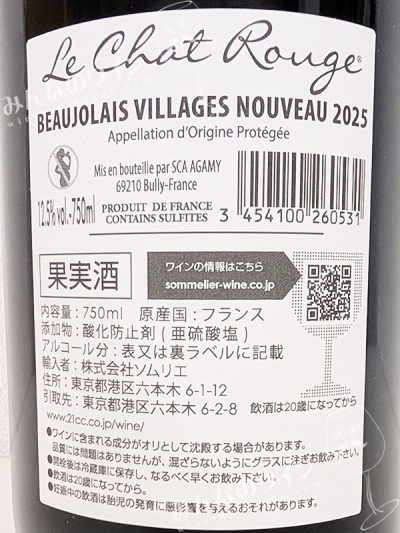 Le Chat Rouge®
BEAUJOLAIS VILLAGES NOUVEAU 2025
Appellation d'Origine Protégée
Mis en bouteille par SCA AGAMY
69210 Bully-France
12.5% vol.-750ml
PRODUIT DE FRANCE
CONTAINS SULFITES
3 454100 260531
果実酒
ワインの情報はこちら
sommelier-wine.co.jp
内容量：750ml 原産国：フランス
添加物：酸化防止剤(亜硫酸塩)
アルコール分：表又は裏ラベルに記載
輸入者：株式会社ソムリエ
住所：東京都港区六本木 6-1-12
引取先：東京都港区六本木 6-2-8 飲酒は20歳になってから
www.21cc.co.jp/wine/
●ワインに含まれる成分がオリとして沈殿する場合があります。
品質には問題はありませんが、混ざらないようにグラスに注ぎお飲み下さい。
●開栓後は冷蔵庫に保存し、なるべく早くお飲み下さい。
●飲酒は20歳になってから。
●妊娠中の飲酒は胎児の発育に悪影響を与えるおそれがあります。
みんなのワイン